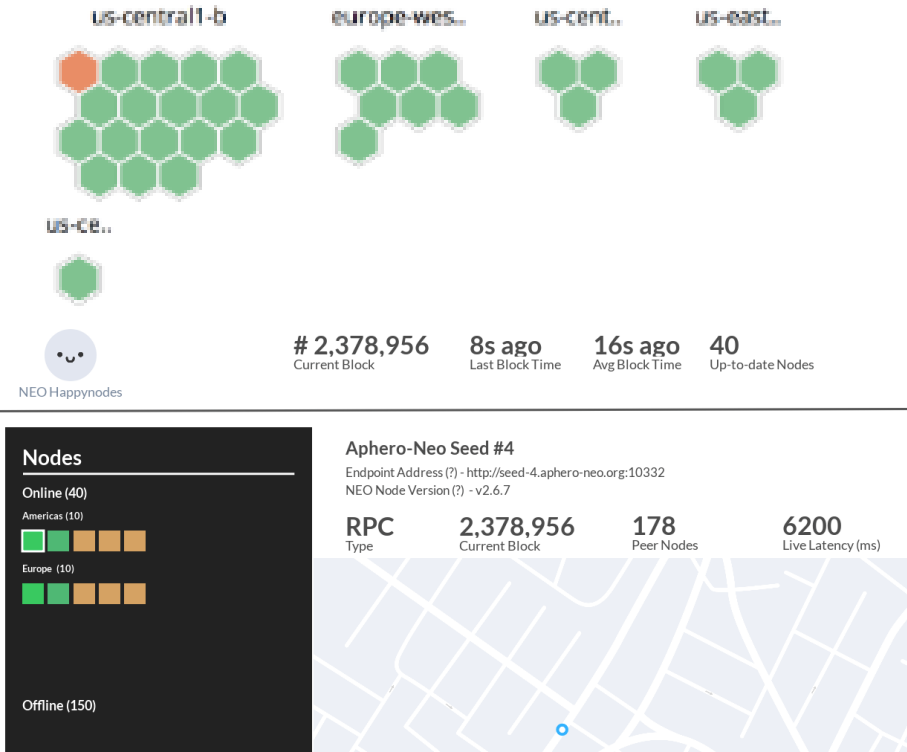 us-central1-b
europe-wes..
us-cent..
us-east..
us-ce..
# 2,378,956
Current Block
8s ago
Last Block Time
16s ago
Avg Block Time
40
Up-to-date Nodes
NEO Happynodes
Nodes
Online (40)
Americas (10)
Europe (10)
Offline (150)
Aphero-Neo Seed #4
Endpoint Address (?) - http://seed-4.aphero-neo.org:10332
NEO Node Version (?) - v2.6.7
RPC
Type
2,378,956
Current Block
178
Peer Nodes
6200
Live Latency (ms)